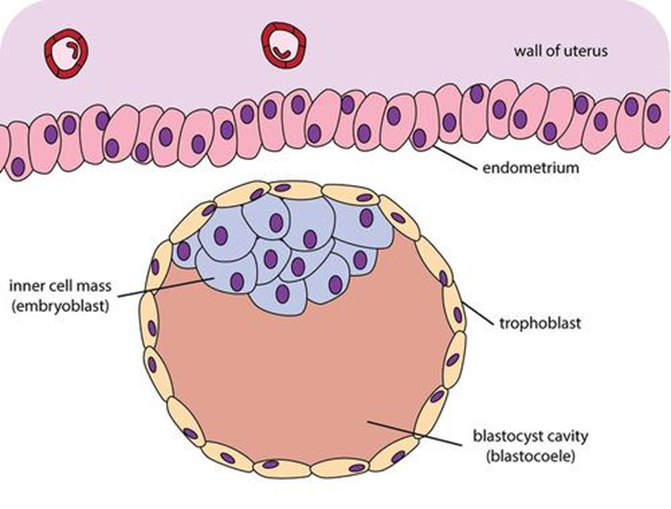 wall of uterus
endometrium
inner cell mass
(embryoblast)
trophoblast
blastocyst cavity
(blastocoele)